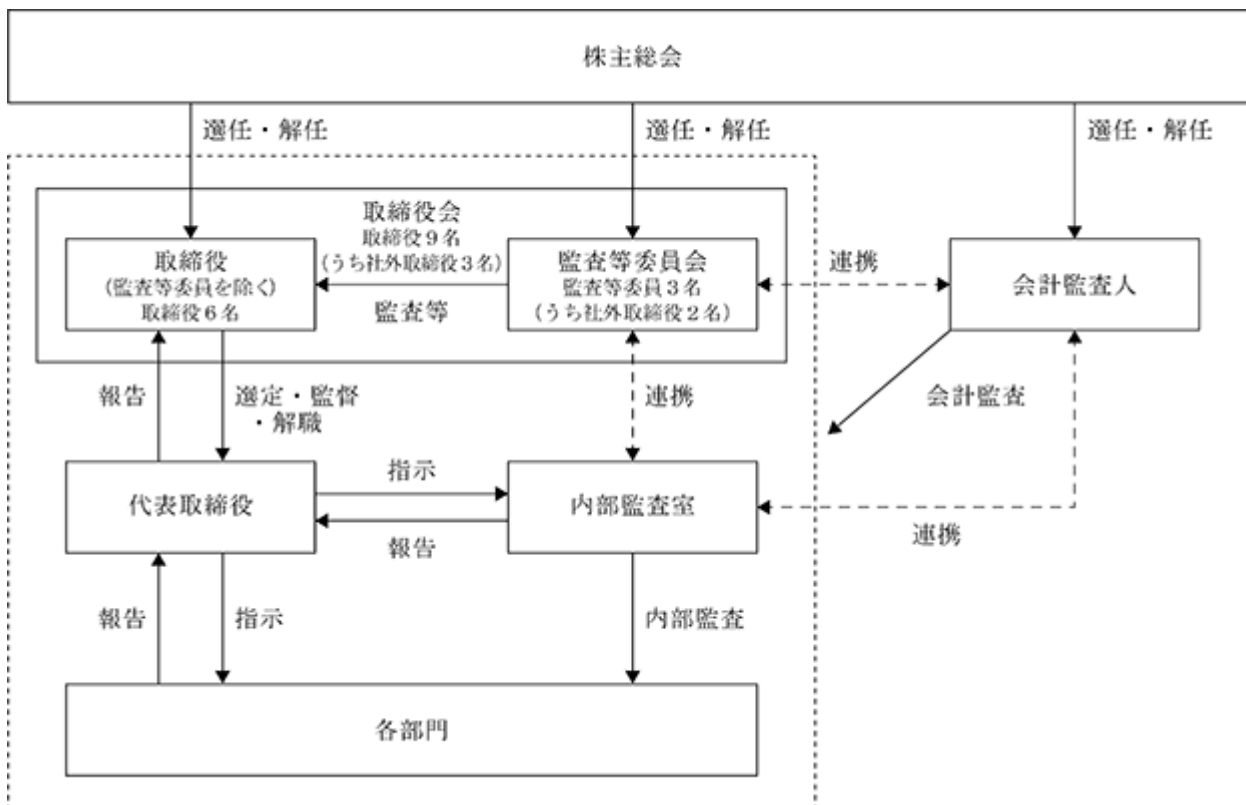 株主総会
選任・解任
選任・解任
選任・解任
取締役会
取締役9名
(うち社外取締役3名)
取締役
(監査等委員を除く)
取締役6名
監査等
監査等委員会
監査等委員3名
(うち社外取締役2名)
連携
会計監査人
報告
選定・監督
・解職
連携
会計監査
代表取締役
指示
報告
内部監査室
連携
報告
指示
内部監査
各部門